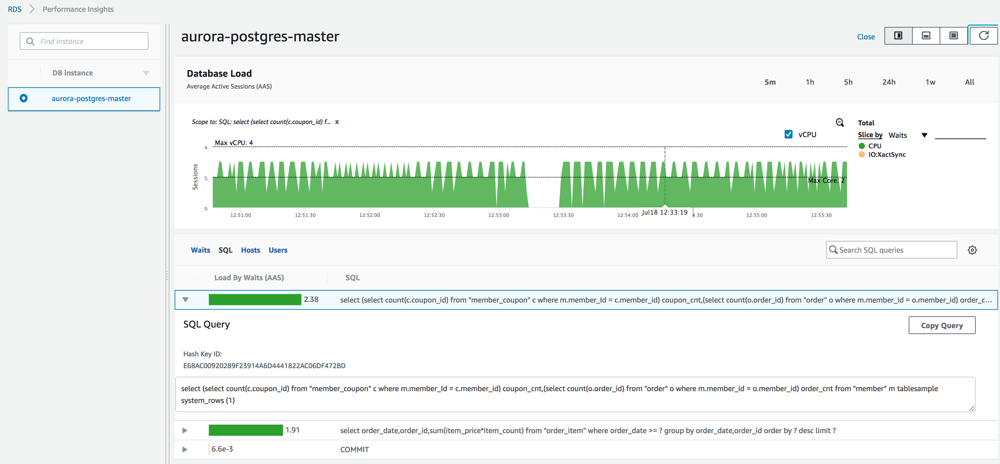 RDS > Performance Insights
Find instance
DB instance
aurora-postgres-master
aurora-postgres-master
Close
Database Load
Average Active Sessions (AAS)
5m 1h 5h 24h 1w All
Scope to: SQL: select (select count(c.coupon_id) f... x
vCPU
Total
Slice by Waits
CPU
IO:XactSync
Max vCPU: 4
4
Sessions
2
Max Core: 2
0
12:51:00 12:51:30 12:52:00 12:52:30 12:53:00 12:53:30 12:54:00 Jul18 12:33:19 4:30 12:55:00 12:55:30
Waits SQL Hosts Users
Search SQL queries
Load By Waits (AAS) SQL
2.38 select (select count(c.coupon_id) from "member_coupon" c where m.member_Id = c.member_id) coupon_cnt,(select count(o.order_id) from "order" o where m.member_id = o.member_id) order_c...
SQL Query
Copy Query
Hash Key ID:
E68AC00920289F23914A6D4441822AC06DF472BD
select (select count(c.coupon_id) from "member_coupon" c where m.member_Id = c.member_id) coupon_cnt,(select count(o.order_id) from "order" o where m.member_id = o.member_id) order_cnt from "member" m tablesample
system_rows (1)
1.91 select order_date,order_id,sum(item_price*item_count) from "order_item" where order_date >= ? group by order_date,order_id order by ? desc limit ?
6.6e-3 COMMIT